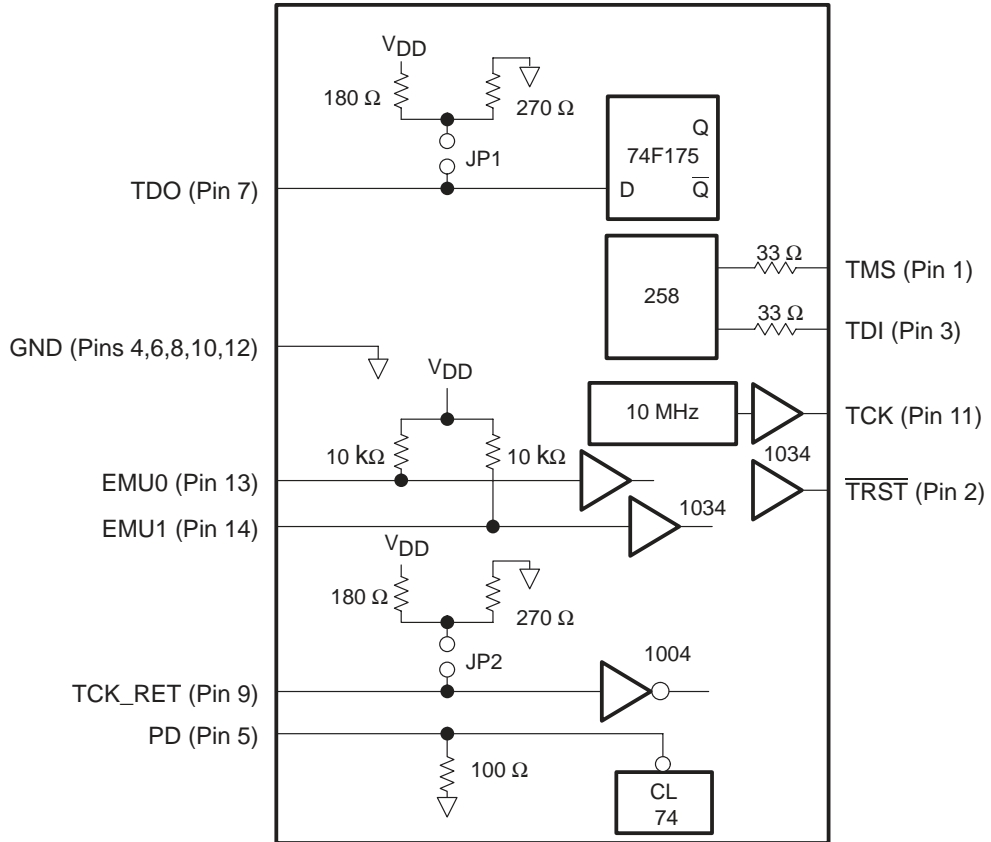 VDD
180 Ω
270 Ω
JP1
TDO (Pin 7)
Q
74F175
D
Q̅
258
33 Ω
TMS (Pin 1)
33 Ω
TDI (Pin 3)
GND (Pins 4,6,8,10,12)
VDD
10 MHz
TCK (Pin 11)
10 kΩ
10 kΩ
1034
EMU0 (Pin 13)
T̅R̅S̅T̅ (Pin 2)
EMU1 (Pin 14)
1034
VDD
180 Ω
270 Ω
JP2
1004
TCK_RET (Pin 9)
PD (Pin 5)
100 Ω
CL
74